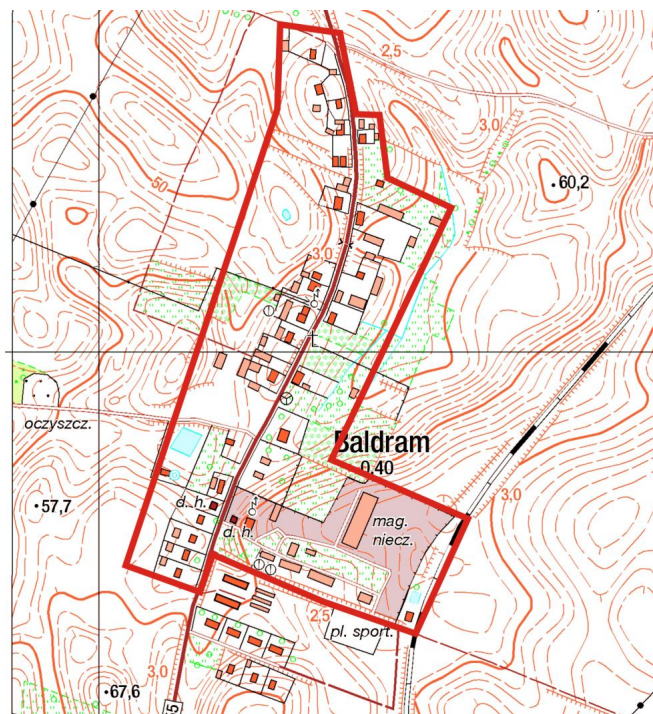 2,5
3,0
60,2
50
3,0
oczyszcz.
Baldram
0,40
3,0
57,7
d. h.
mag.
niecz.
d. h.
2,5
pl. sport.
3,0
67,6
5